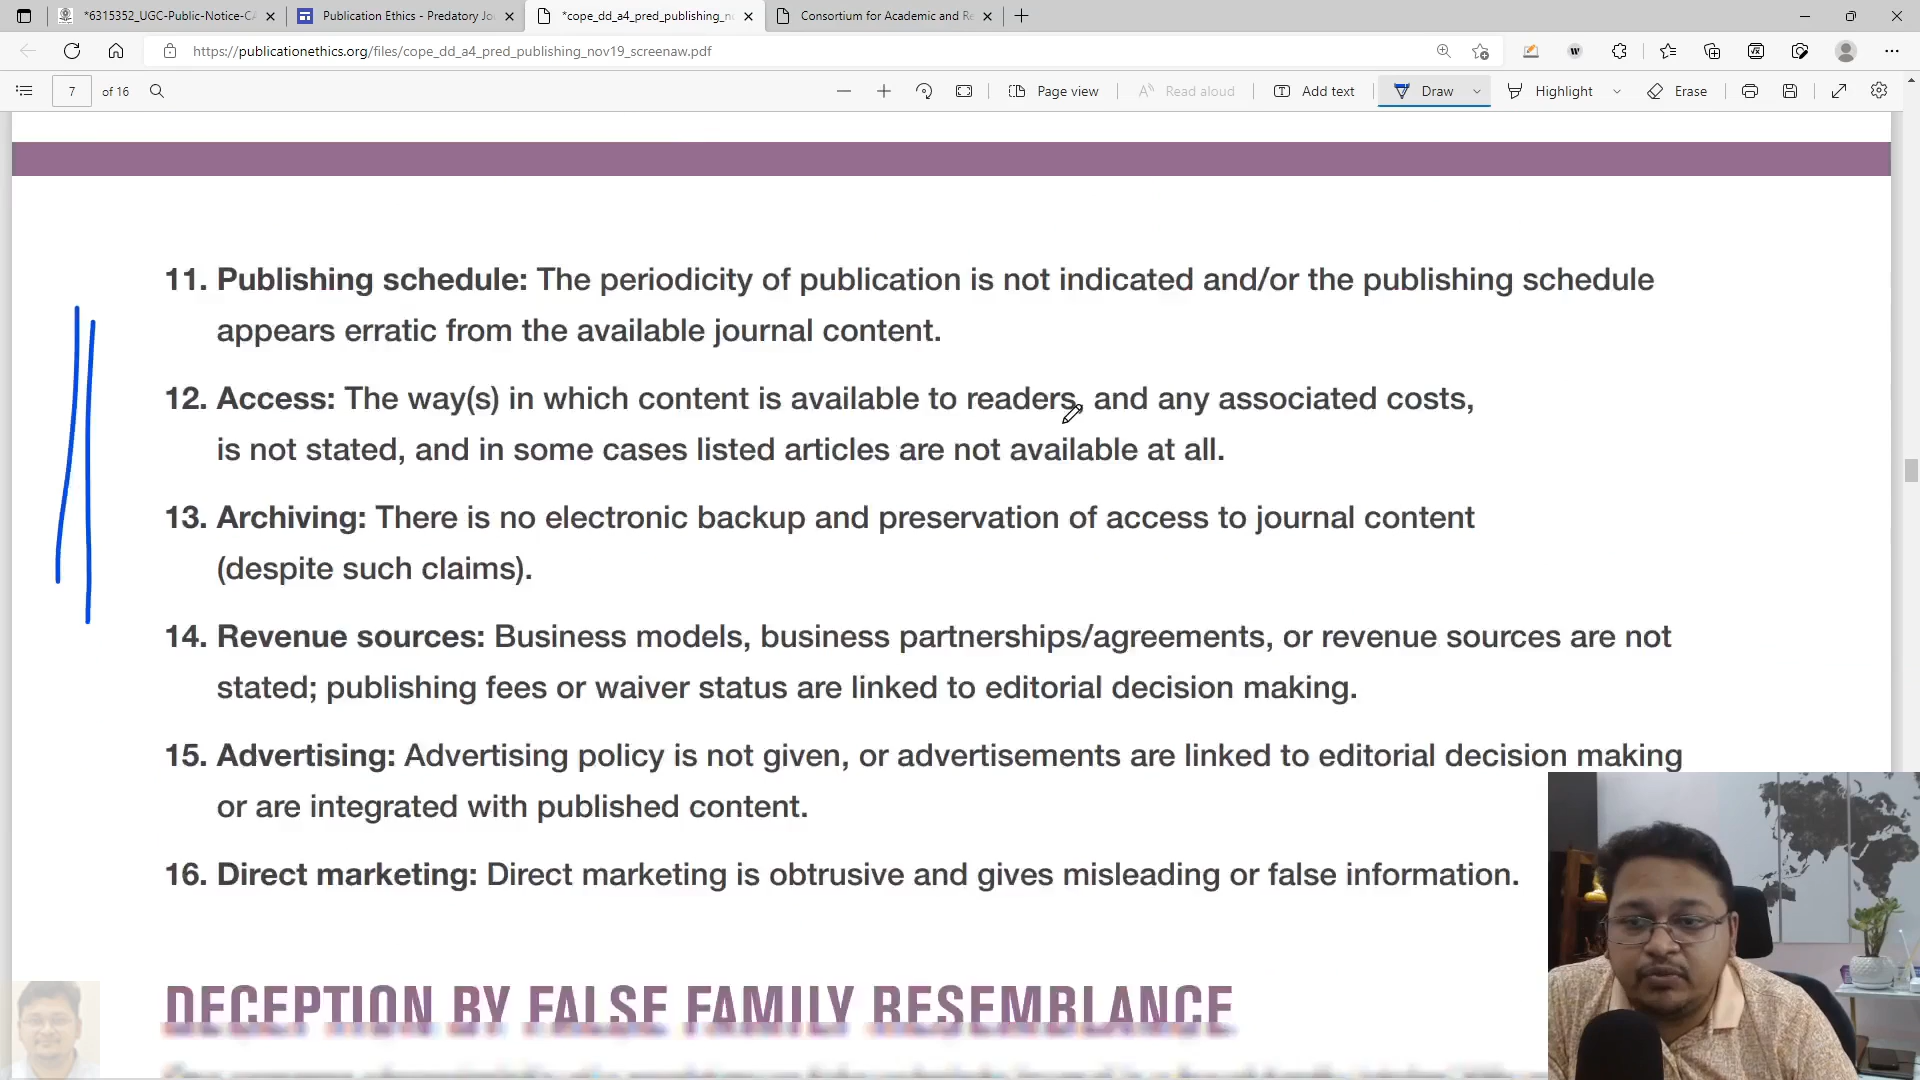 *6315352_UGC-Public-Notice-CA
Publication Ethics - Predatory Jo
*cope_dd_a4_pred_publishing_n
Consortium for Academic and Re
https://publicationethics.org/files/cope_dd_a4_pred_publishing_nov19_screenaw.pdf
7 of 16
Page view
Read aloud
Add text
Draw
Highlight
Erase
11. Publishing schedule: The periodicity of publication is not indicated and/or the publishing schedule
appears erratic from the available journal content.
12. Access: The way(s) in which content is available to readers, and any associated costs,
is not stated, and in some cases listed articles are not available at all.
13. Archiving: There is no electronic backup and preservation of access to journal content
(despite such claims).
14. Revenue sources: Business models, business partnerships/agreements, or revenue sources are not
stated; publishing fees or waiver status are linked to editorial decision making.
15. Advertising: Advertising policy is not given, or advertisements are linked to editorial decision making
or are integrated with published content.
16. Direct marketing: Direct marketing is obtrusive and gives misleading or false information.
DECEPTION BY FALSE FAMILY RESEMBLANCE